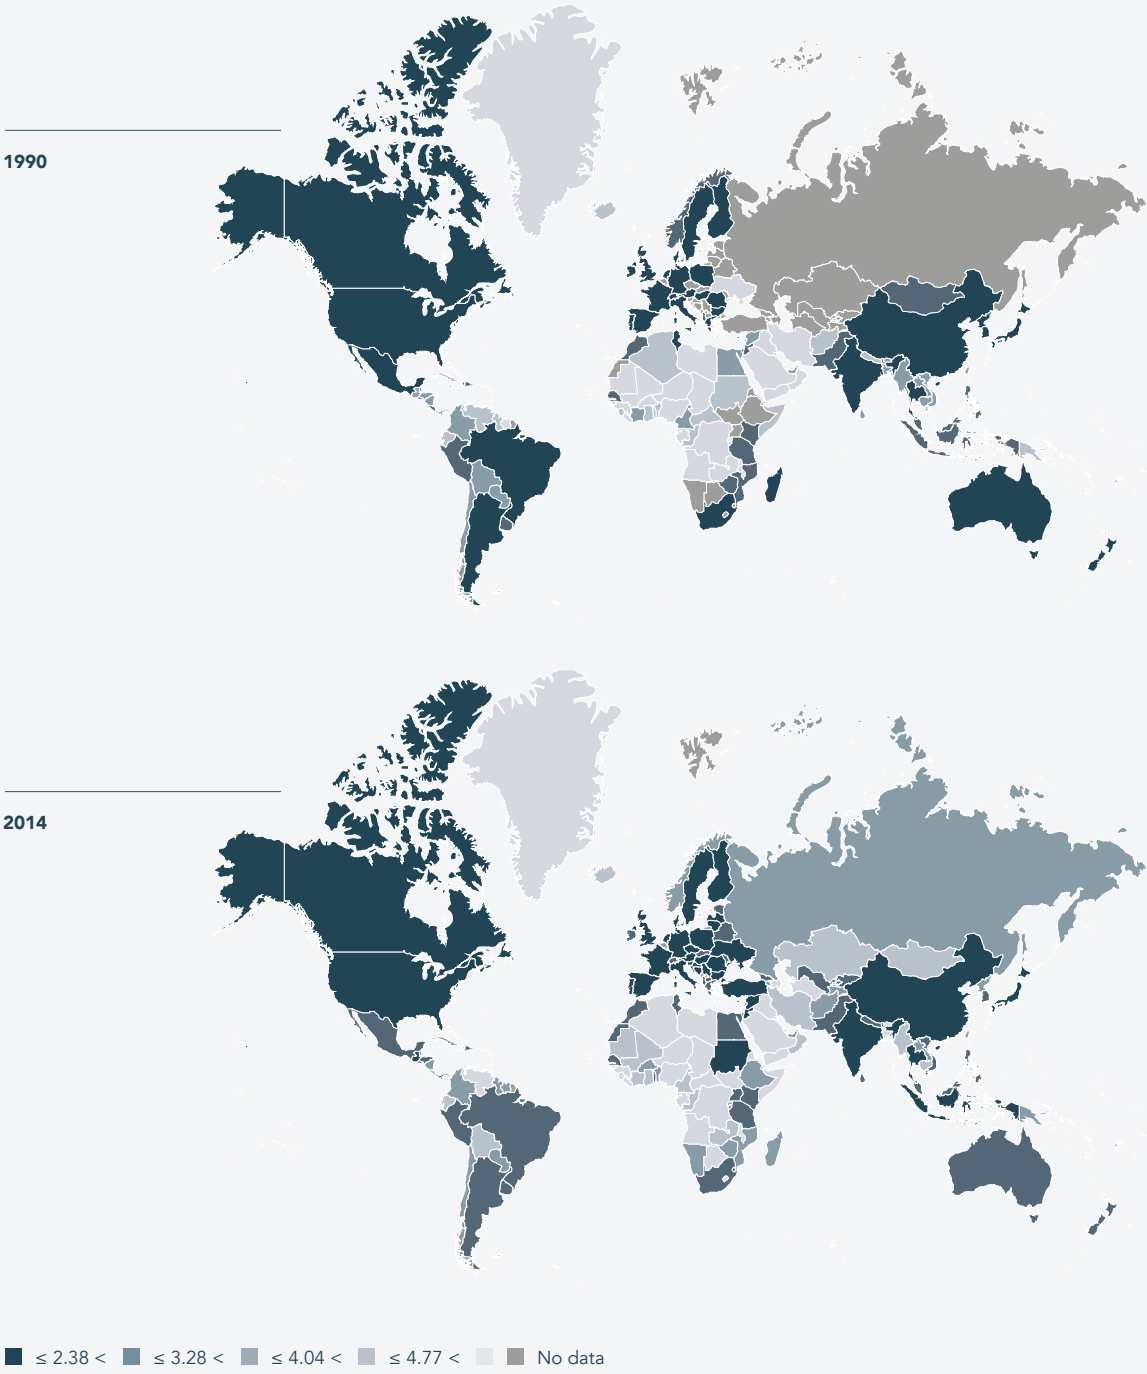 1990
2014
≤ 2.38 < ≤ 3.28 < ≤ 4.04 < ≤ 4.77 < No data